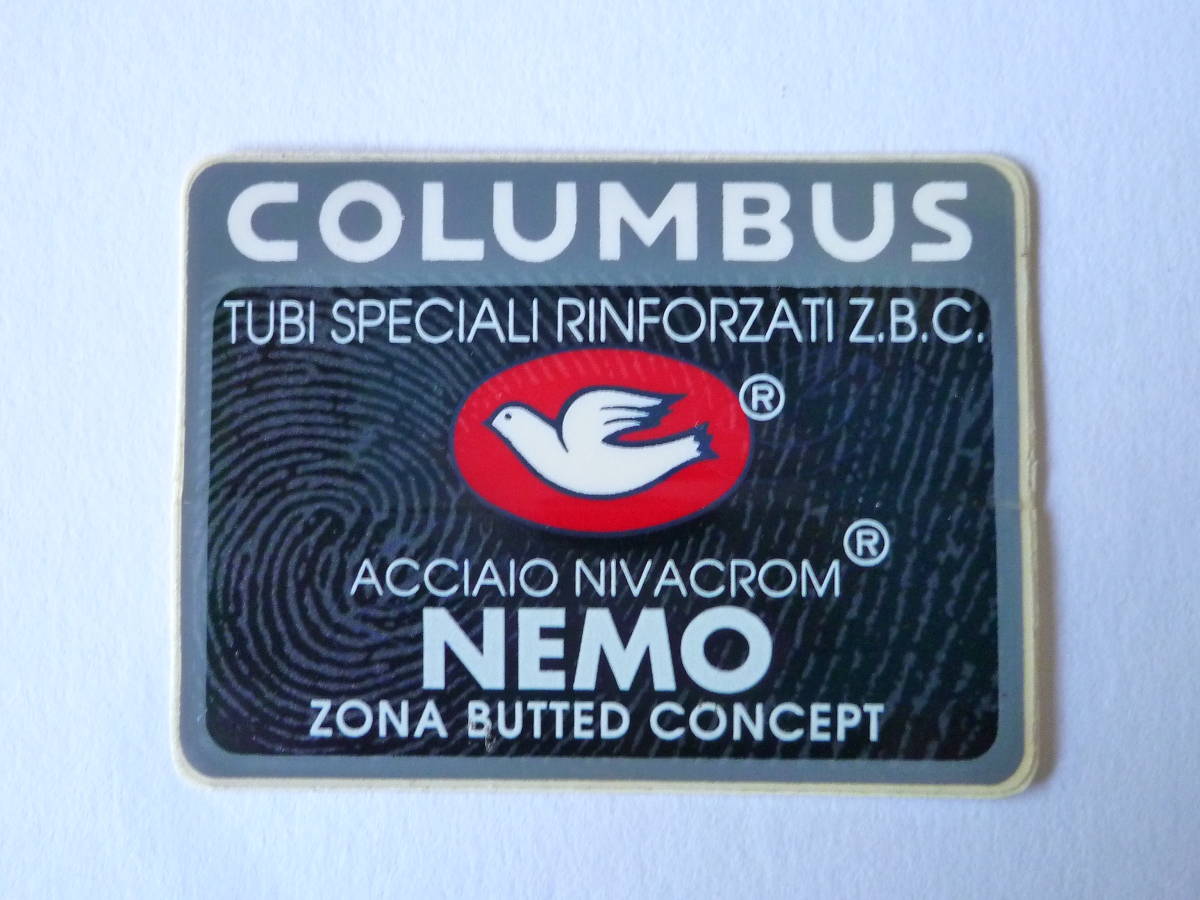 COLUMBUS
TUBI SPECIALI RINFORZATI Z.B.C.
®
ACCIAIO NIVACROM®
NEMO
ZONA BUTTED CONCEPT